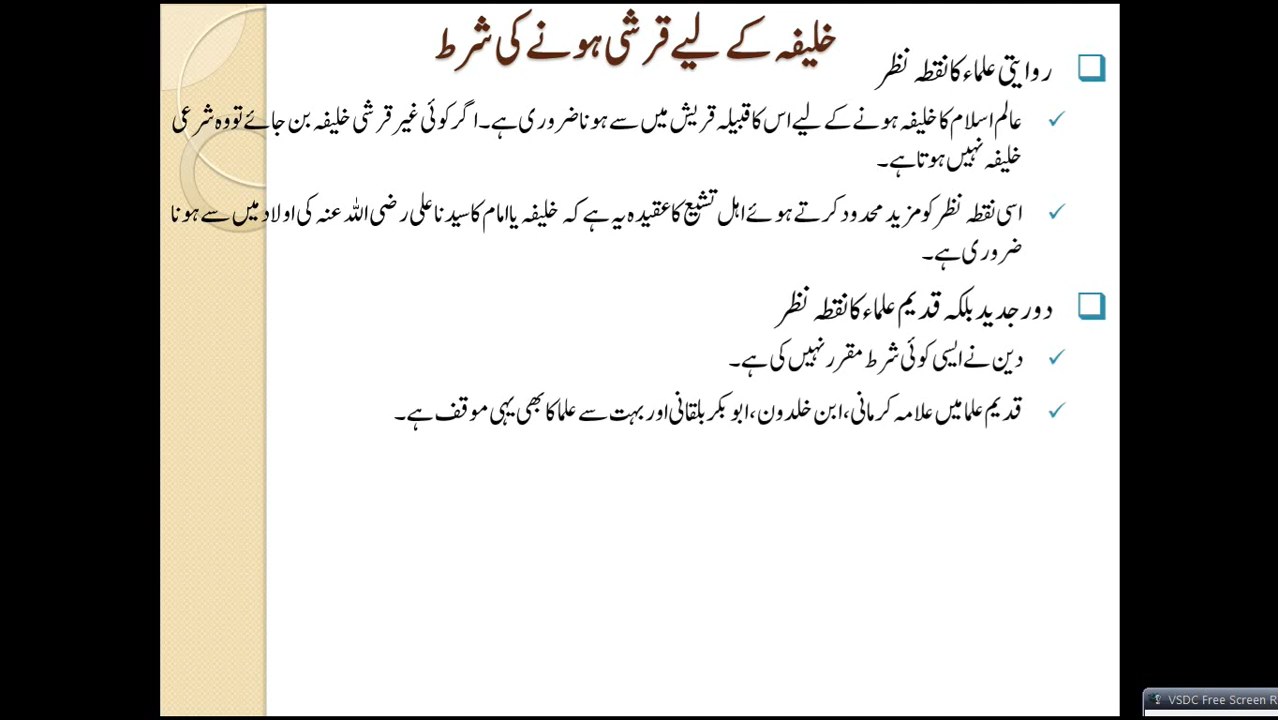 خلیفہ کے لیے قرشی ہونے کی شرط
روایتی علماء کا نقطہ نظر
عالم اسلام کا خلیفہ ہونے کے لیے اس کا قبیلہ قریش میں سے ہونا ضروری ہے۔ اگر کوئی غیر قرشی خلیفہ بن جائے تو وہ شرعی
خلیفہ نہیں ہوتا ہے۔
اسی نقطہ نظر کو مزید محدود کرتے ہوئے اہل تشیع کا عقیدہ یہ ہے کہ خلیفہ یا امام کا سیدنا علی رضی اللہ عنہ کی اولاد میں سے ہونا
ضروری ہے۔
دور جدید بلکہ قدیم علماء کا نقطہ نظر
دین نے ایسی کوئی شرط مقرر نہیں کی ہے۔
قدیم علما میں علامہ کرمانی، ابن خلدون، ابو بکر بلقانی اور بہت سے علما کا بھی یہی موقف ہے۔
VSDC Free Screen R